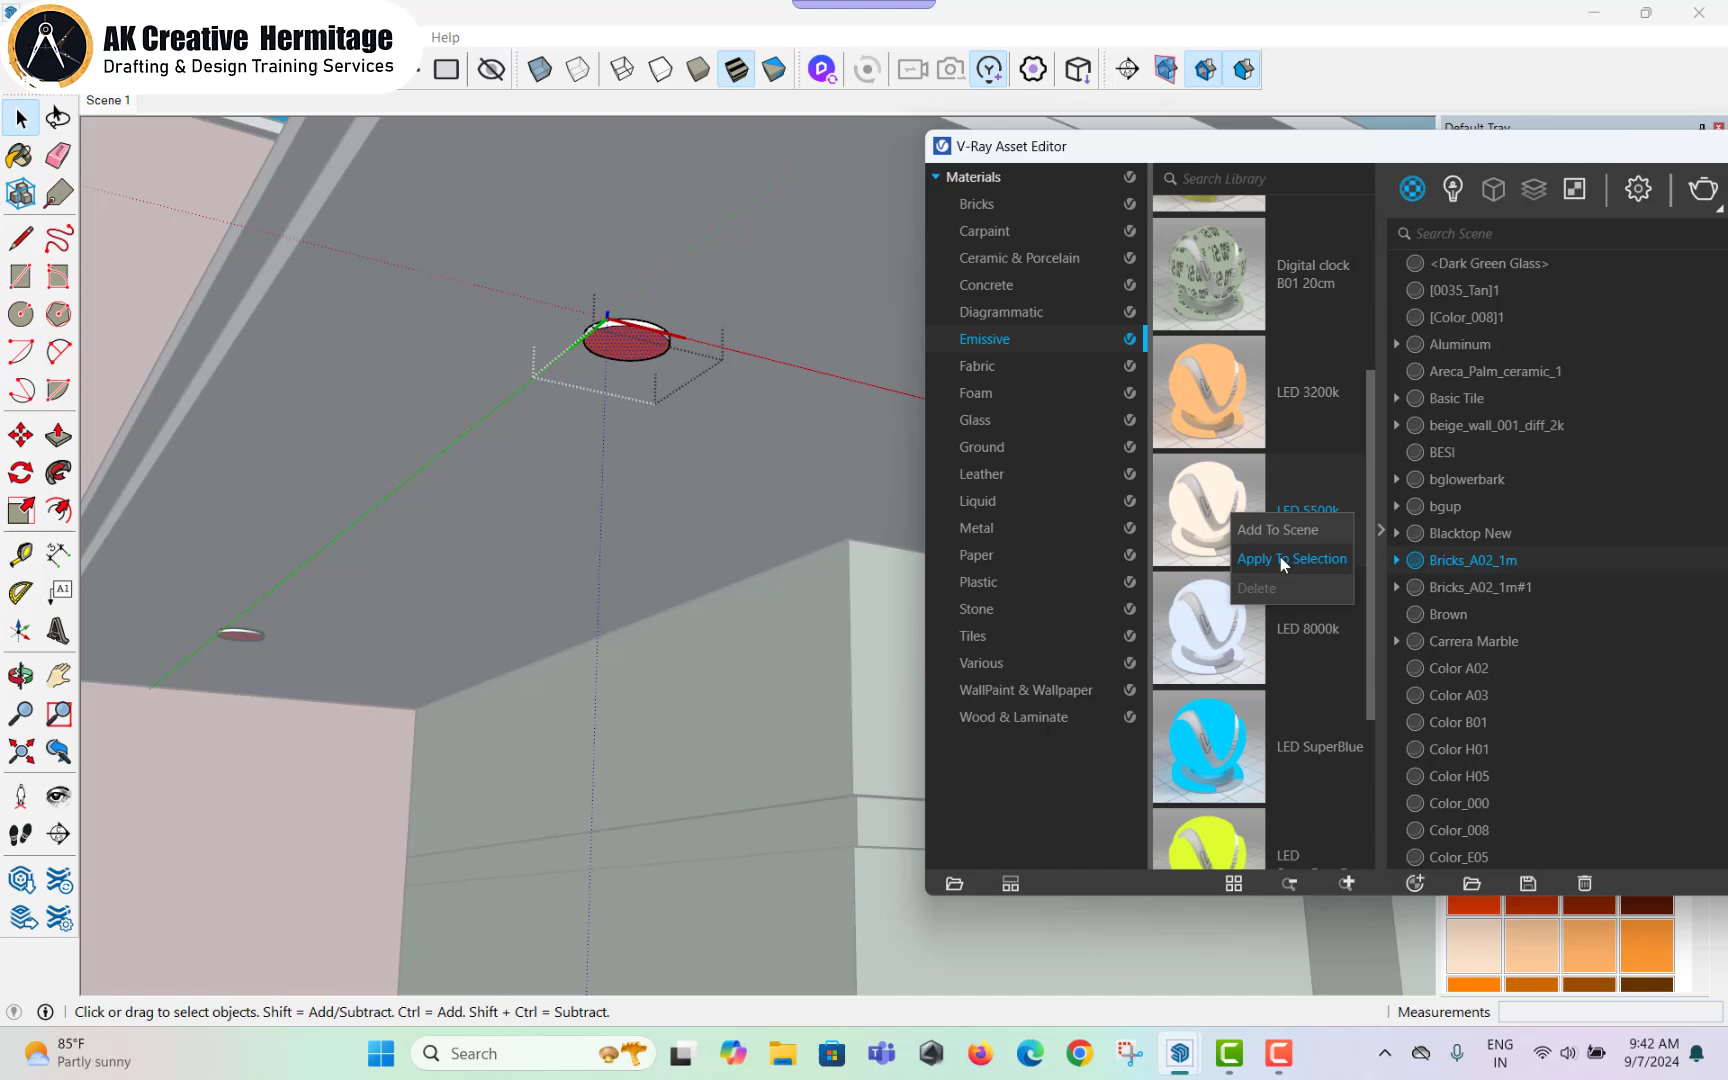 AK Creative Hermitage
Drafting & Design Training Services
Help
Scene 1
Default Tray
V-Ray Asset Editor
Materials
Bricks
Carpaint
Ceramic & Porcelain
Concrete
Diagrammatic
Emissive
Fabric
Foam
Glass
Ground
Leather
Liquid
Metal
Paper
Plastic
Stone
Tiles
Various
WallPaint & Wallpaper
Wood & Laminate
Search Library
Digital clock
B01 20cm
LED 3200k
LED 5500k
Add To Scene
Apply To Selection
Delete
LED 8000k
LED SuperBlue
LED
Search Scene
<Dark Green Glass>
[0035_Tan]1
[Color_008]1
Aluminum
Areca_Palm_ceramic_1
Basic Tile
beige_wall_001_diff_2k
BESI
bglowerbark
bgup
Blacktop New
Bricks_A02_1m
Bricks_A02_1m#1
Brown
Carrera Marble
Color A02
Color A03
Color B01
Color H01
Color H05
Color_000
Color_008
Color_E05
A1
Click or drag to select objects. Shift = Add/Subtract. Ctrl = Add. Shift + Ctrl = Subtract.
Measurements
85°F
Partly sunny
Search
ENG
IN
9:42 AM
9/7/2024